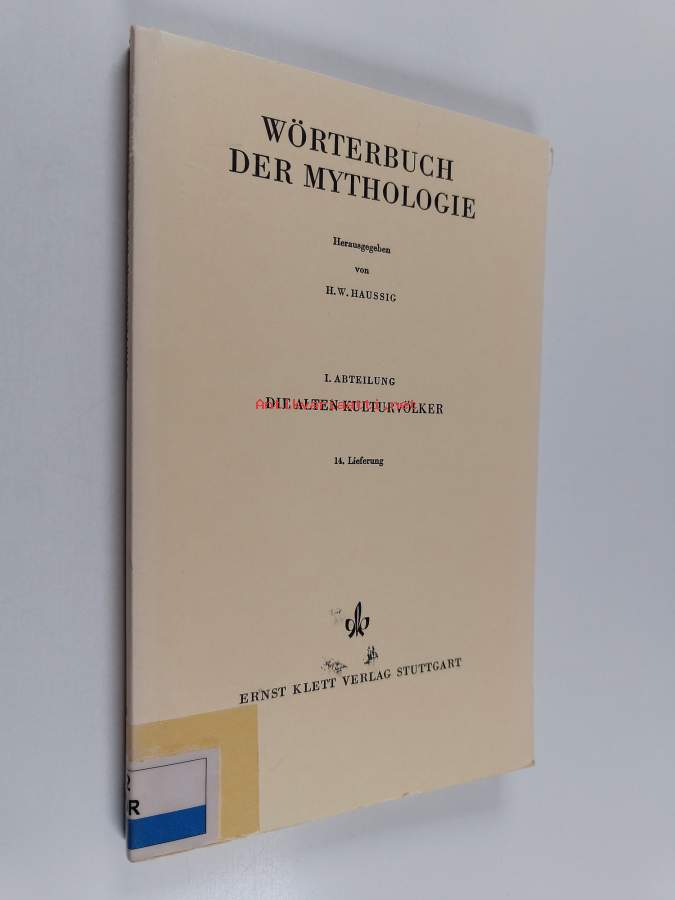 WÖRTERBUCH
DER MYTHOLOGIE
Herausgegeben
von
H. W. HAUSSIG
I. ABTEILUNG
DIE ALTEN KULTURVÖLKER
14. Lieferung
ERNST KLETT VERLAG STUTTGART
R